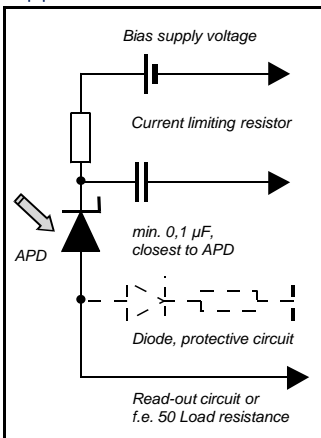 Bias supply voltage
Current limiting resistor
min. 0,1 µF,
closest to APD
APD
Diode, protective circuit
Read-out circuit or
f.e. 50 Load resistance